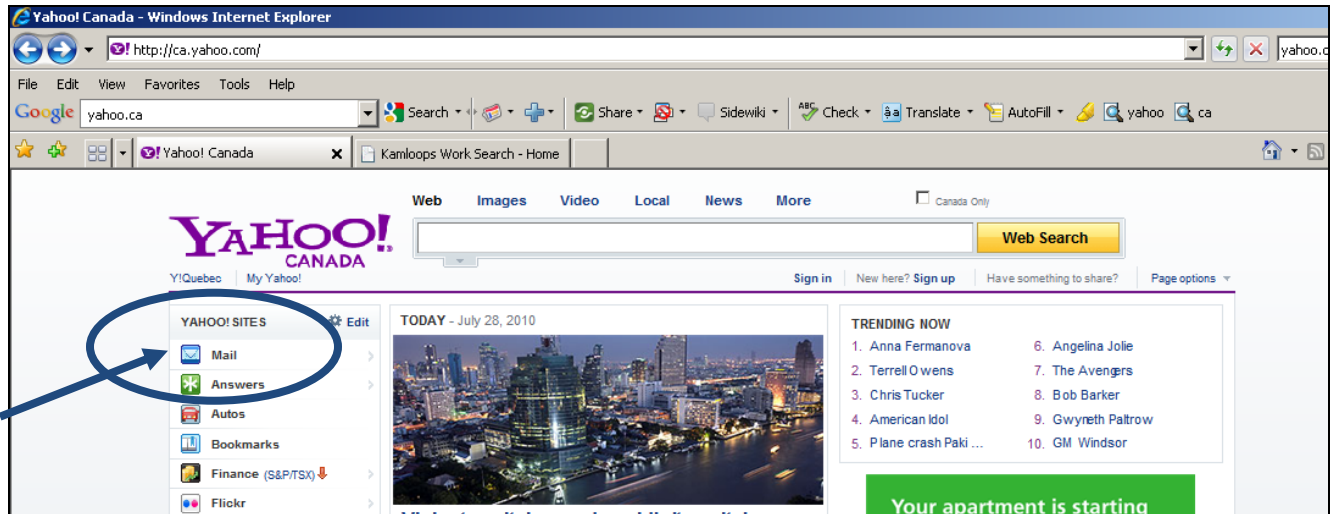 Yahoo! Canada - Windows Internet Explorer
http://ca.yahoo.com/
yahoo.c
File Edit View Favorites Tools Help
Google yahoo.ca Search Share Sidewiki Check Translate AutoFill yahoo ca
Yahoo! Canada Kamloops Work Search - Home
Web Images Video Local News More Canada Only
YAHOO! CANADA
Web Search
Y!Quebec My Yahoo! Sign in New here? Sign up Have something to share? Page options
YAHOO! SITES Edit
Mail
Answers
Autos
Bookmarks
Finance (S&P/TSX)
Flickr
TODAY - July 28, 2010
TRENDING NOW
1. Anna Fermanova
2. Terrell Owens
3. Chris Tucker
4. American Idol
5. Plane crash Paki ...
6. Angelina Jolie
7. The Avengers
8. Bob Barker
9. Gwyneth Paltrow
10. GM Windsor
Your apartment is starting